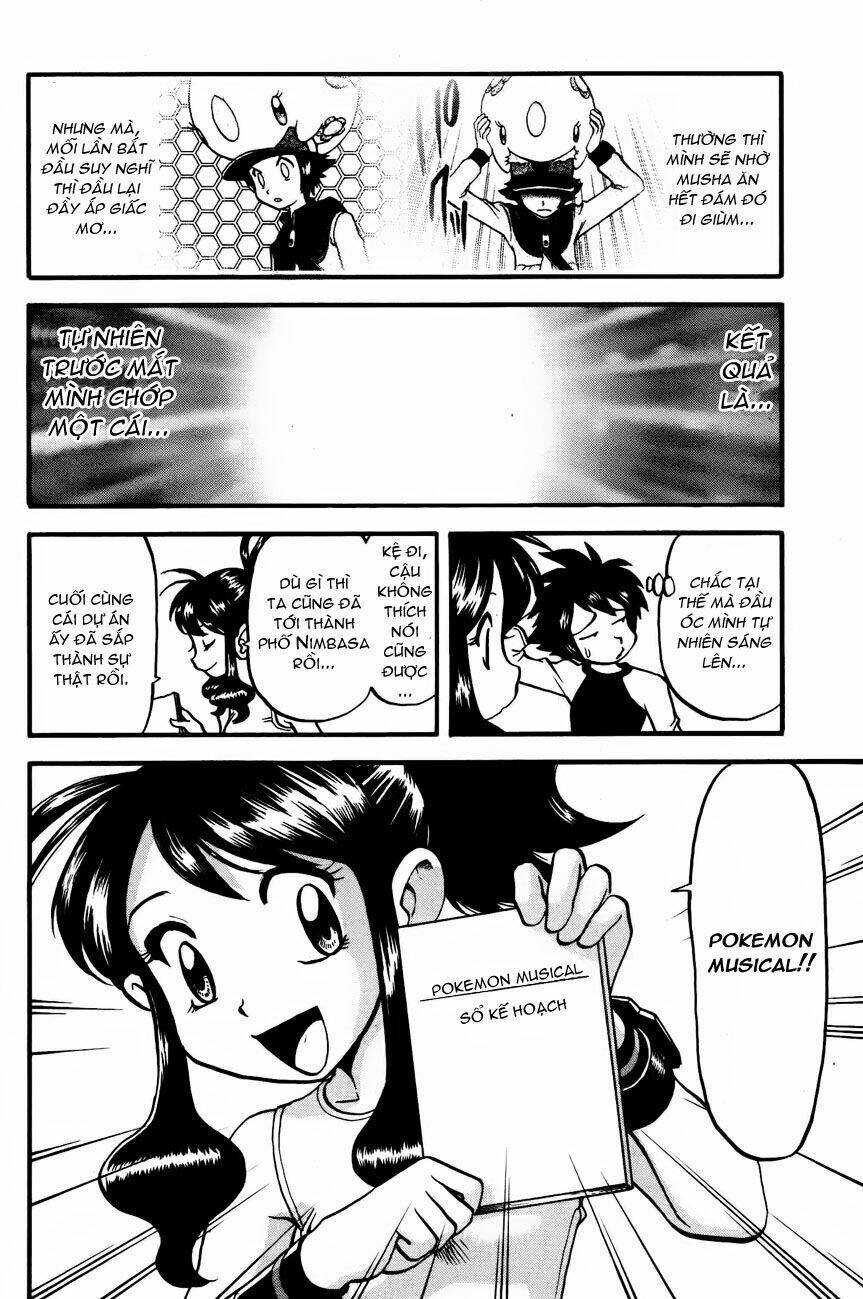 THƯỜNG THÌ
MÌNH SẼ NHỜ
MUSHA ĂN
HẾT ĐÁM ĐÓ
ĐI GIÙM...
NHƯNG MÀ,
MỖI LẦN BẮT
ĐẦU SUY NGHĨ
THÌ ĐẦU LẠI
ĐẦY ẮP GIẤC
MƠ...
KẾT
QUẢ
LÀ...
TỰ NHIÊN
TRƯỚC MẮT
MÌNH CHỚP
MỘT CÁI...
CHẮC TẠI
THẾ MÀ ĐẦU
ÓC MÌNH TỰ
NHIÊN SÁNG
LÊN...
KỆ ĐI,
CẬU
KHÔNG
THÍCH
NÓI
CŨNG
ĐƯỢC
...
DÙ GÌ THÌ
TA CŨNG ĐÃ
TỚI THÀNH
PHỐ NIMBASA
RỒI...
CUỐI CÙNG
CÁI DỰ ÁN
ẤY ĐÃ SẮP
THÀNH SỰ
THẬT RỒI.
POKEMON
MUSICAL!!
POKEMON MUSICAL
SỔ KẾ HOẠCH